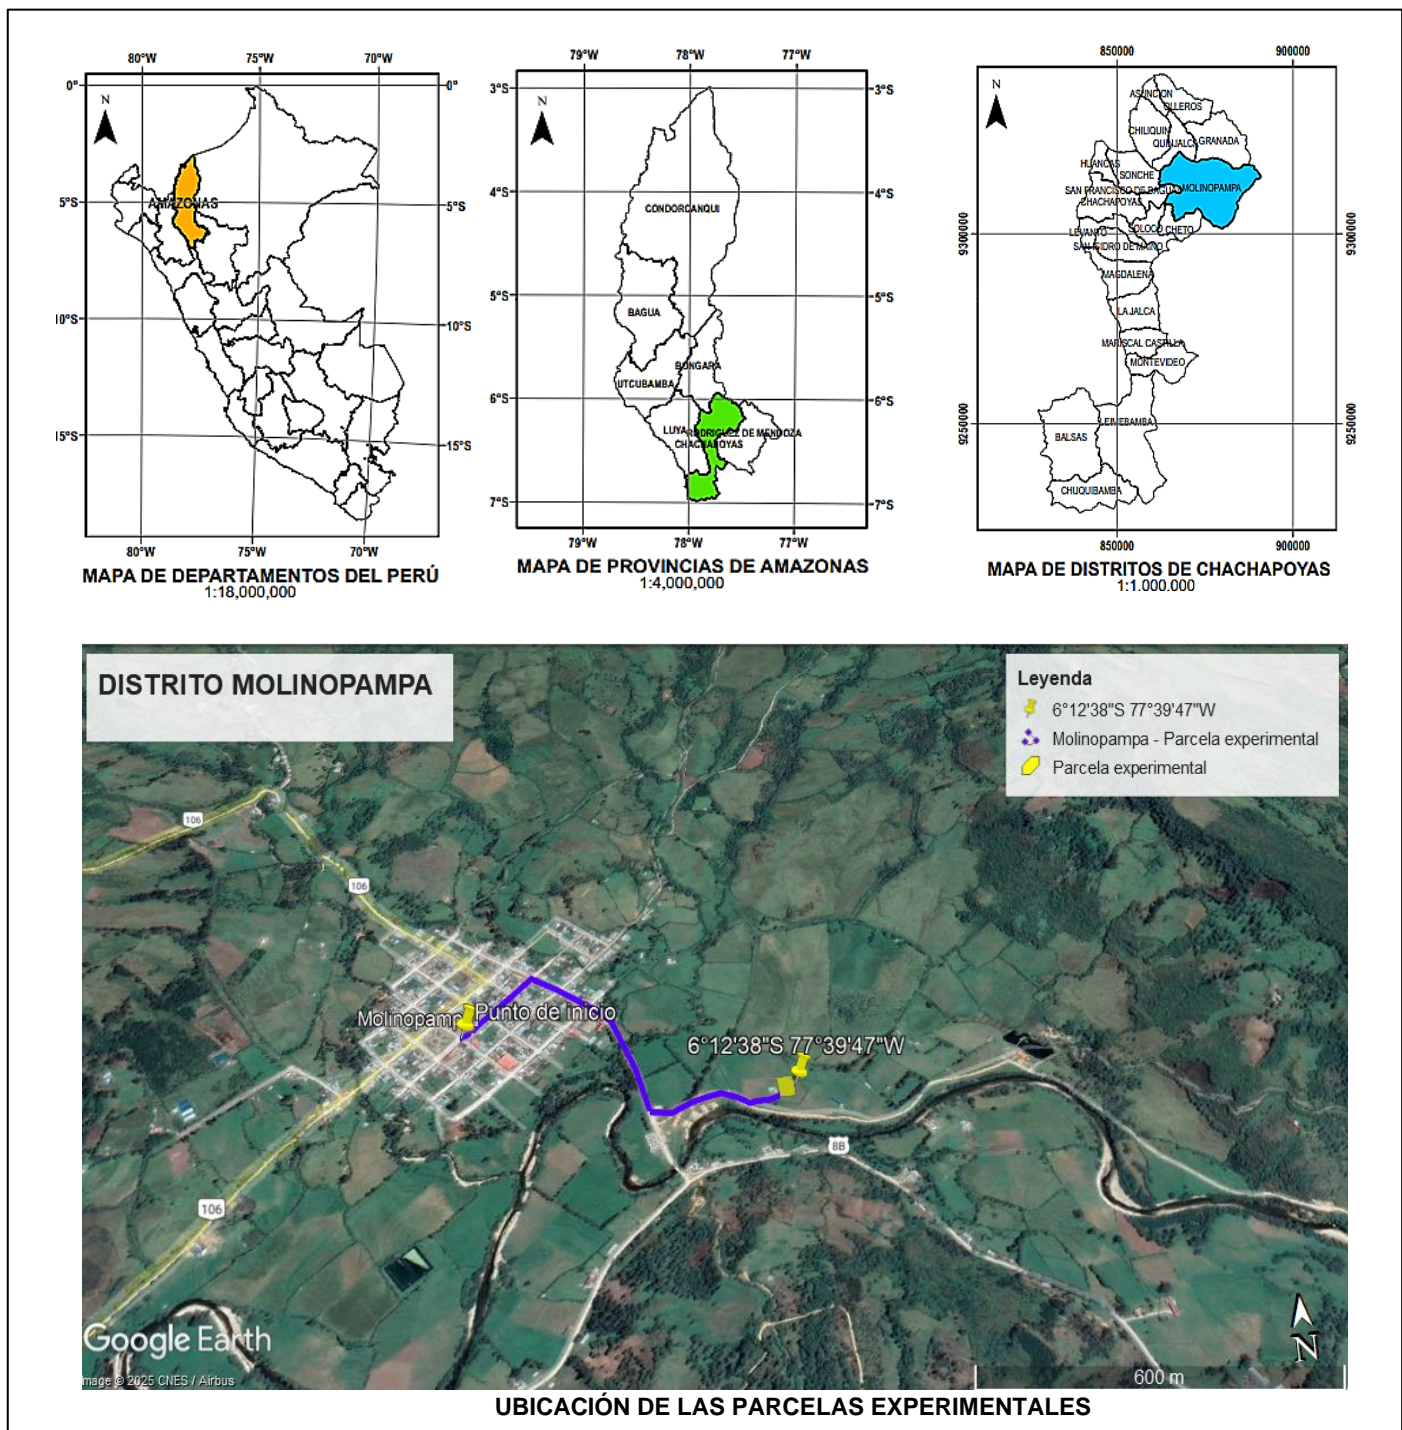 80°W 75°W 70°W
0° 0°
N
AMAZONAS
5°S 5°S
10°S 10°S
15°S 15°S
80°W 75°W 70°W
MAPA DE DEPARTAMENTOS DEL PERÚ
1:18,000,000
79°W 78°W 77°W
3°S 3°S
N
4°S 4°S
CONDORCANQUI
5°S 5°S
BAGUA
BONGARA
UTCUBAMBA
6°S 6°S
LUYA RODRIGUEZ DE MENDOZA
CHACHAPOYAS
7°S 7°S
79°W 78°W 77°W
MAPA DE PROVINCIAS DE AMAZONAS
1:4,000,000
850000 900000
N
ASUNCION
OLLEROS
CHILIQUIN
QUINJALCA GRANADA
HUANCAS
SONCHE
SAN FRANCISCO DE DAGUAS MOLINOPAMPA
CHACHAPOYAS
LEVANTO SOLOCO CHETO
SAN ISIDRO DE MAINO
9300000 9300000
MAGDALENA
LA JALCA
MARISCAL CASTILLA
MONTEVIDEO
LEIMEBAMBA
9250000 9250000
BALSAS
CHUQUIBAMBA
850000 900000
MAPA DE DISTRITOS DE CHACHAPOYAS
1:1.000.000
DISTRITO MOLINOPAMPA
Leyenda
6°12'38"S 77°39'47"W
Molinopampa - Parcela experimental
Parcela experimental
106
106
Molinopamp Punto de inicio
6°12'38"S 77°39'47"W
8B
106
Google Earth
N
600 m
mage © 2025 CNES / Airbus
UBICACIÓN DE LAS PARCELAS EXPERIMENTALES